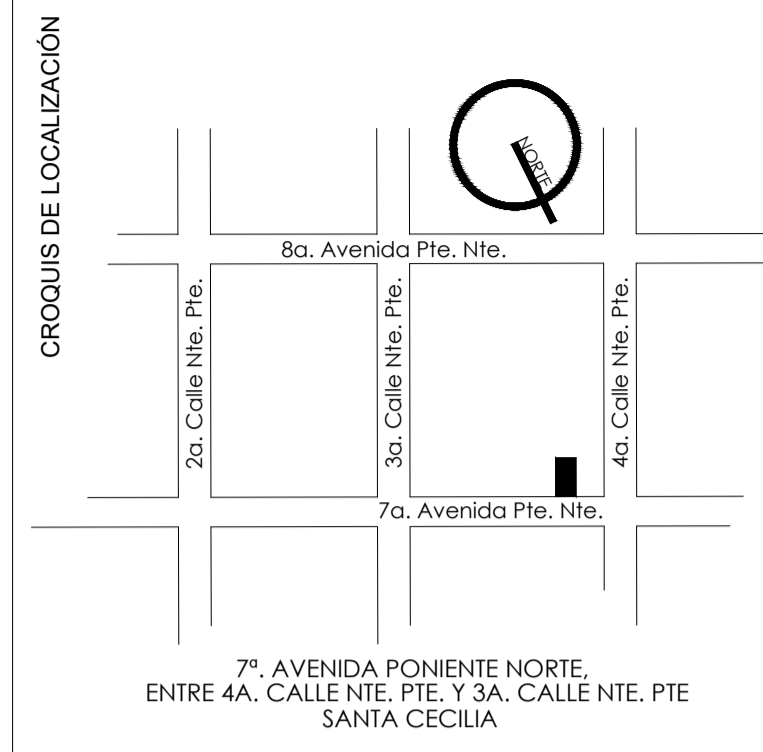 CROQUIS DE LOCALIZACIÓN
NORTE
8a. Avenida Pte. Nte.
2a. Calle Nte. Pte.
3a. Calle Nte. Pte.
4a. Calle Nte. Pte.
7a. Avenida Pte. Nte.
7ª. AVENIDA PONIENTE NORTE,
ENTRE 4A. CALLE NTE. PTE. Y 3A. CALLE NTE. PTE
SANTA CECILIA